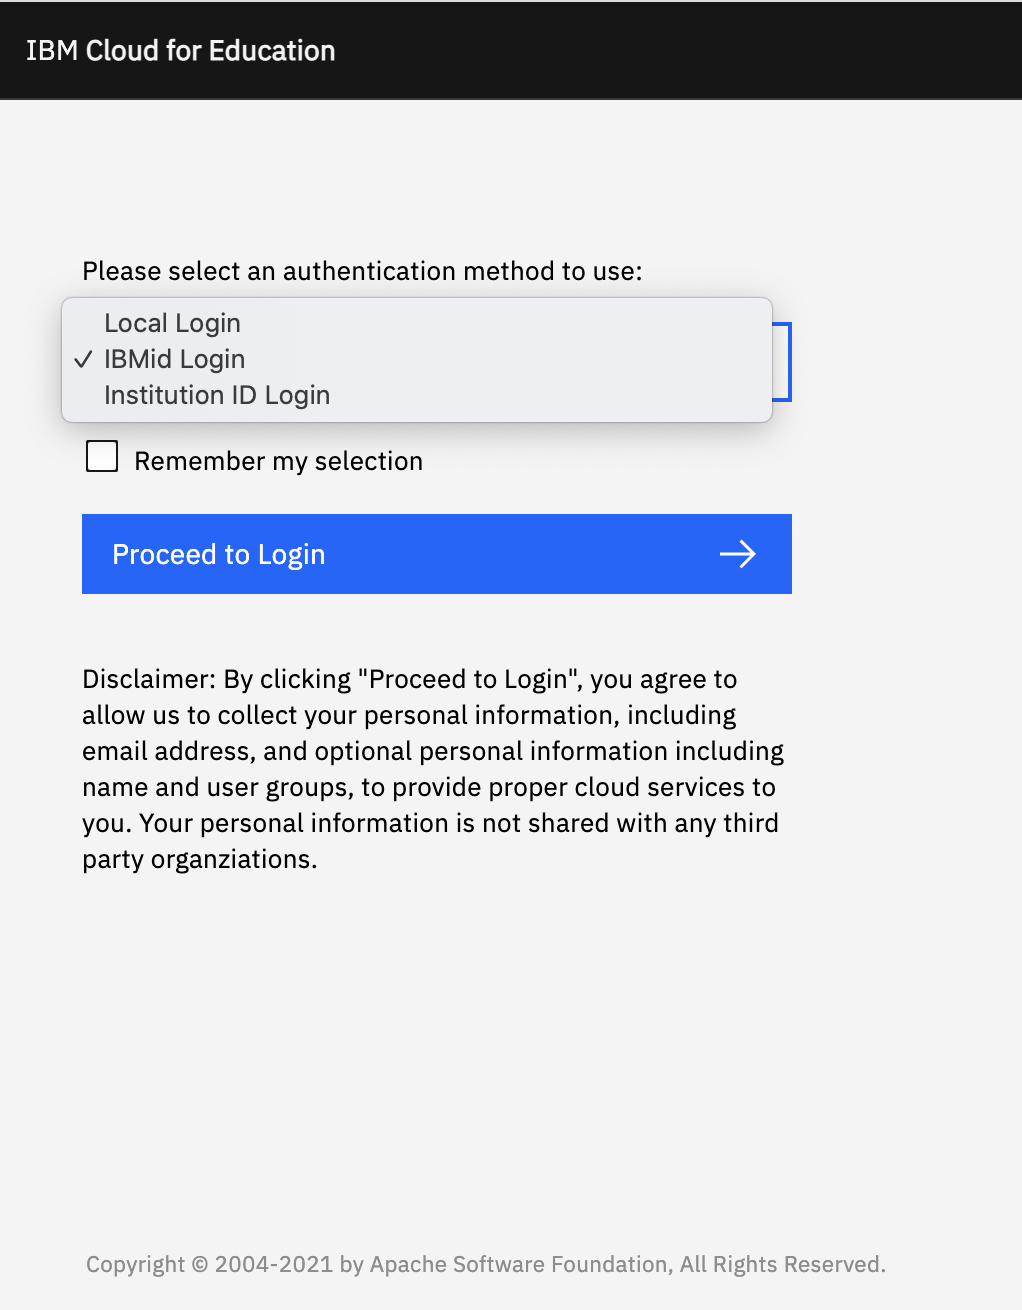 IBM Cloud for Education
Please select an authentication method to use:
Local Login
✓ IBMid Login
Institution ID Login
Remember my selection
Proceed to Login
Disclaimer: By clicking "Proceed to Login", you agree to
allow us to collect your personal information, including
email address, and optional personal information including
name and user groups, to provide proper cloud services to
you. Your personal information is not shared with any third
party organziations.
Copyright © 2004-2021 by Apache Software Foundation, All Rights Reserved.